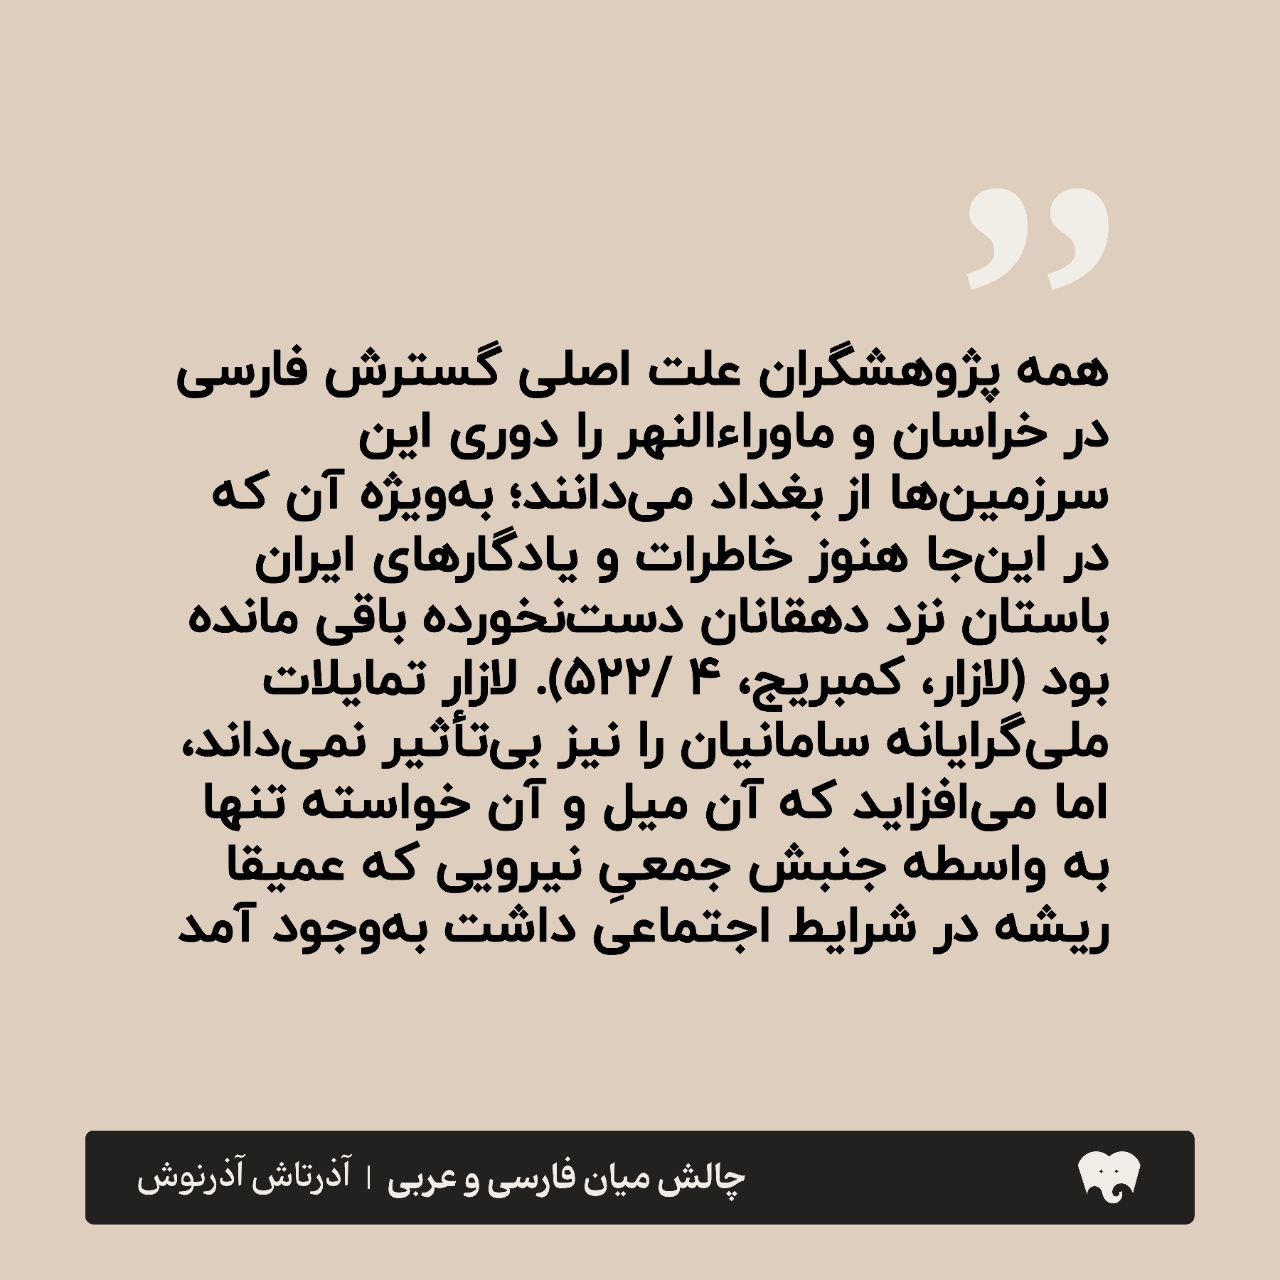 همه پژوهشگران علت اصلی گسترش فارسی
در خراسان و ماوراءالنهر را دوری این
سرزمین‌ها از بغداد می‌دانند؛ به‌ویژه آن که
در این‌جا هنوز خاطرات و یادگارهای ایران
باستان نزد دهقانان دست‌نخورده باقی مانده
بود (لازار، کمبریج، ۴ /۵۲۲). لازار تمایلات
ملی‌گرایانه سامانیان را نیز بی‌تأثیر نمی‌داند،
اما می‌افزاید که آن میل و آن خواسته تنها
به واسطه جنبش جمعیِ نیرویی که عمیقا
ریشه در شرایط اجتماعی داشت به‌وجود آمد
چالش میان فارسی و عربی | آذرتاش آذرنوش